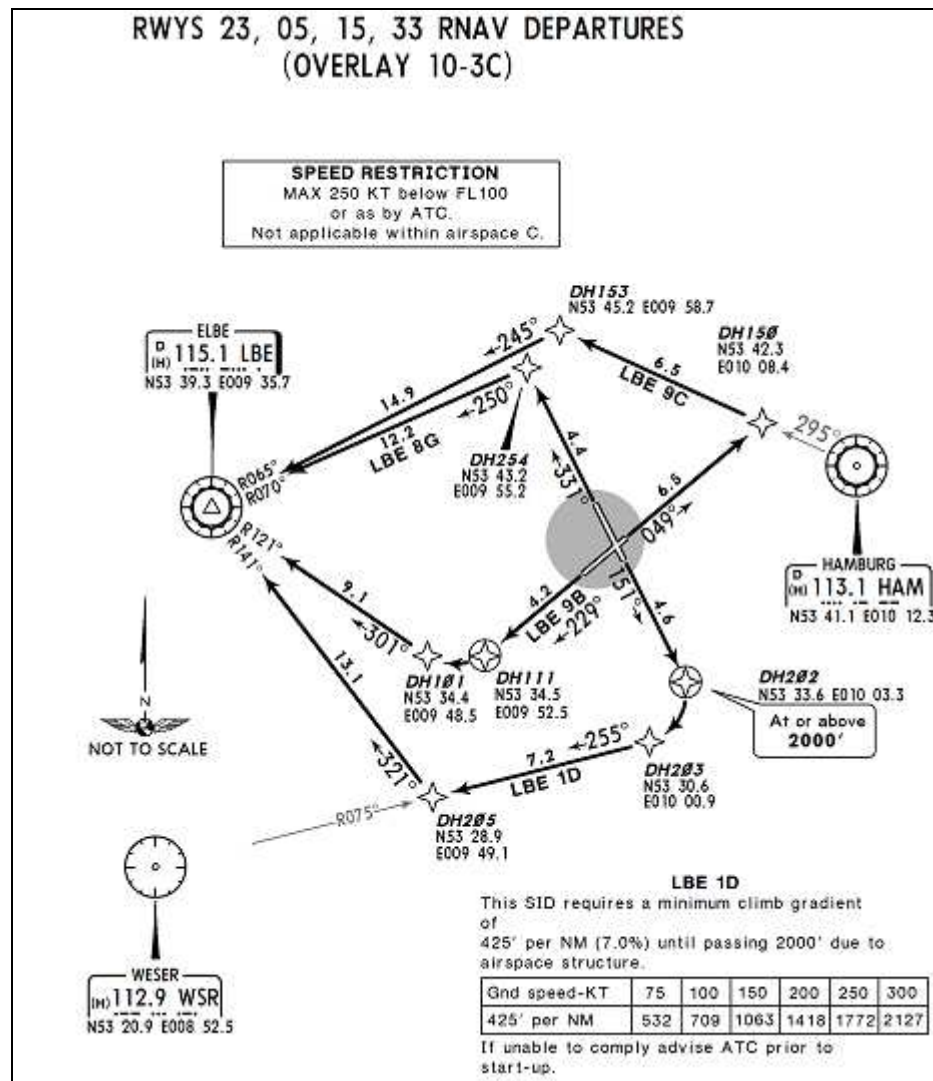 RWYS 23, 05, 15, 33 RNAV DEPARTURES
(OVERLAY 10-3C)
SPEED RESTRICTION
MAX 250 KT below FL100
or as by ATC.
Not applicable within airspace C.
DH153
N53 45.2 E009 58.7
ELBE
D
(H) 115.1 LBE
N53 39.3 E009 35.7
245°
DH150
N53 42.3
E010 08.4
6.5
LBE 9C
14.9
250°
12.2
LBE 8G
295°
DH254
N53 43.2
E009 55.2
4.4
331°
R065°
R070°
6.5
049°
R121°
R141°
HAMBURG
D
(H) 113.1 HAM
N53 41.1 E010 12.3
9.1
301°
4.2
LBE 9B
229°
151°
4.6
13.1
DH101
N53 34.4
E009 48.5
DH111
N53 34.5
E009 52.5
DH202
N53 33.6 E010 03.3
At or above
2000'
N
NOT TO SCALE
321°
255°
7.2
LBE 1D
DH203
N53 30.6
E010 00.9
R075°
DH205
N53 28.9
E009 49.1
WESER
(H) 112.9 WSR
N53 20.9 E008 52.5
LBE 1D
This SID requires a minimum climb gradient
of
425' per NM (7.0%) until passing 2000' due to
airspace structure.
Gnd speed-KT 75 100 150 200 250 300
425' per NM 532 709 1063 1418 1772 2127
If unable to comply advise ATC prior to
start-up.